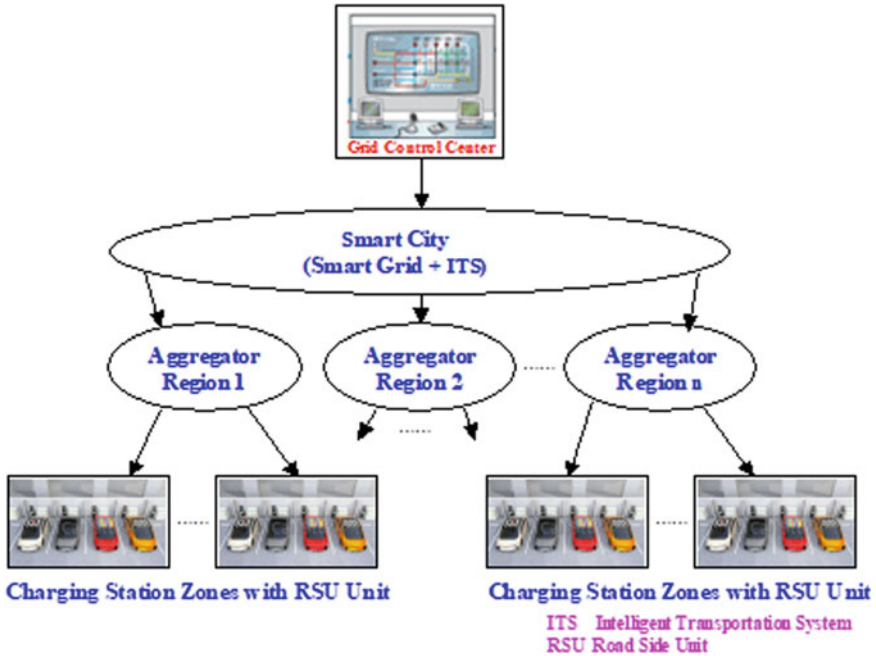 Grid Control Center
Smart City
(Smart Grid + ITS)
Aggregator
Region 1
Aggregator
Region 2
Aggregator
Region n
Charging Station Zones with RSU Unit
Charging Station Zones with RSU Unit
ITS Intelligent Transportation System
RSU Road Side Unit